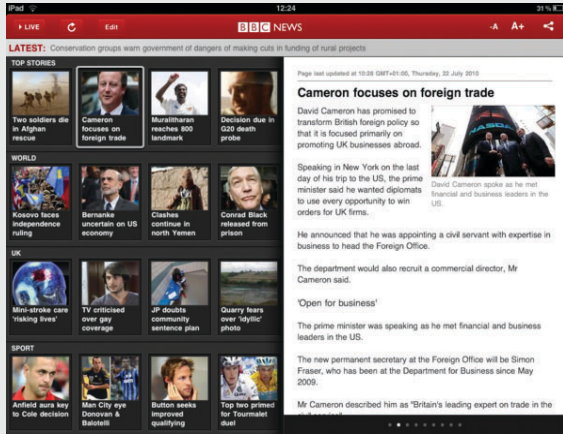 iPad
12:24
31%
LIVE
Edit
BBC NEWS
-A
A+
LATEST: Conservation groups warn government of dangers of making cuts in funding of rural projects
TOP STORIES
Two soldiers die
in Afghan
rescue
Cameron
focuses on
foreign trade
Muralitharan
reaches 800
landmark
Decision due in
G20 death
probe
WORLD
Kosovo faces
independence
ruling
Bernanke
uncertain on US
economy
Clashes
continue in
north Yemen
Conrad Black
released from
prison
UK
Mini-stroke care
'risking lives'
TV criticised
over gay
coverage
JP doubts
community
sentence plan
Quarry fears
over 'idyllic'
photo
SPORT
Anfield aura key
to Cole decision
Man City eye
Donovan &
Balotelli
Button seeks
improved
qualifying
Top two primed
for Tourmalet
duel
Page last updated at 10:28 GMT+01:00, Thursday, 22 July 2010
Cameron focuses on foreign trade
David Cameron has promised to
transform British foreign policy so
that it is focused primarily on
promoting UK businesses abroad.
Speaking in New York on the last
day of his trip to the US, the prime
minister said he wanted diplomats
to use every opportunity to win
orders for UK firms.
NASDAQ
David Cameron spoke as he met
financial and business leaders in the
US.
He announced that he was appointing a civil servant with expertise in
business to head the Foreign Office.
The department would also recruit a commercial director, Mr
Cameron said.
'Open for business'
The prime minister was speaking as he met financial and business
leaders in the US.
The new permanent secretary at the Foreign Office will be Simon
Fraser, who has been at the Department for Business since May
2009.
Mr Cameron described him as "Britain's leading expert on trade in the
civil service"